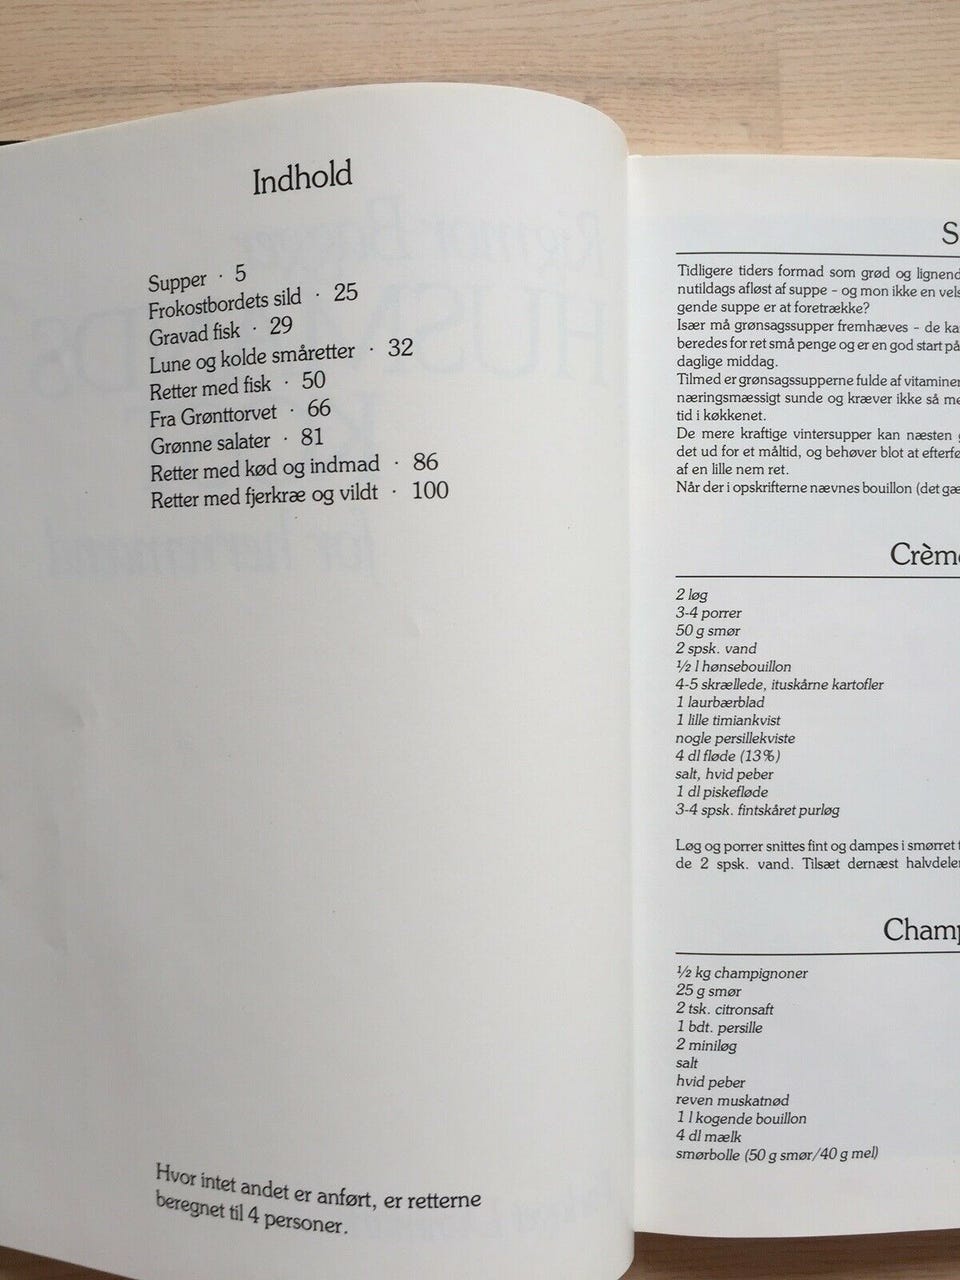 Indhold
Supper · 5
Frokostbordets sild · 25
Gravad fisk · 29
Lune og kolde småretter · 32
Retter med fisk · 50
Fra Grønttorvet · 66
Grønne salater · 81
Retter med kød og indmad · 86
Retter med fjerkræ og vildt · 100
Hvor intet andet er anført, er retterne
beregnet til 4 personer.
S
Tidligere tiders formad som grød og lignend
nutildags afløst af suppe – og mon ikke en vels
gende suppe er at foretrække?
Især må grønsagssupper fremhæves – de ka
beredes for ret små penge og er en god start på
daglige middag.
Tilmed er grønsagssupperne fulde af vitaminer
næringsmæssigt sunde og kræver ikke så me
tid i køkkenet.
De mere kraftige vintersupper kan næsten
det ud for et måltid, og behøver blot at efterfø
af en lille nem ret.
Når der i opskrifterne nævnes bouillon (det gæ
Crème
2 løg
3-4 porrer
50 g smør
2 spsk. vand
½ l hønsebouillon
4-5 skrællede, ituskårne kartofler
1 laurbærblad
1 lille timiankvist
nogle persillekviste
4 dl fløde (13%)
salt, hvid peber
1 dl piskefløde
3-4 spsk. fintskåret purløg
Løg og porrer snittes fint og dampes i smørret
de 2 spsk. vand. Tilsæt dernæst halvdelen
Champ
½ kg champignoner
25 g smør
2 tsk. citronsaft
1 bdt. persille
2 miniløg
salt
hvid peber
reven muskatnød
1 l kogende bouillon
4 dl mælk
smørbolle (50 g smør/40 g mel)